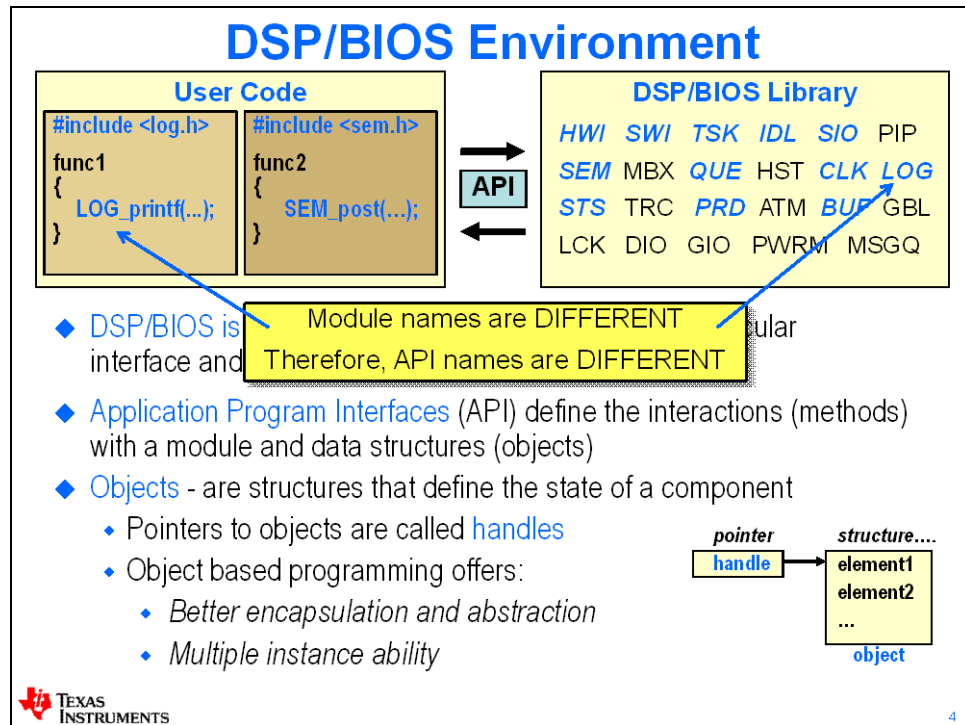 DSP/BIOS Environment
User Code
#include <log.h>
func1
{
LOG_printf(...);
}
#include <sem.h>
func2
{
SEM_post(…);
}
API
DSP/BIOS Library
HWI SWI TSK IDL SIO PIP
SEM MBX QUE HST CLK LOG
STS TRC PRD ATM BUF GBL
LCK DIO GIO PWRM MSGQ
Module names are DIFFERENT
Therefore, API names are DIFFERENT
◆ DSP/BIOS is cular
interface and
◆ Application Program Interfaces (API) define the interactions (methods)
with a module and data structures (objects)
◆ Objects - are structures that define the state of a component
◆ Pointers to objects are called handles
◆ Object based programming offers:
◆ Better encapsulation and abstraction
◆ Multiple instance ability
pointer
handle
structure....
element1
element2
...
object
TEXAS
INSTRUMENTS
4